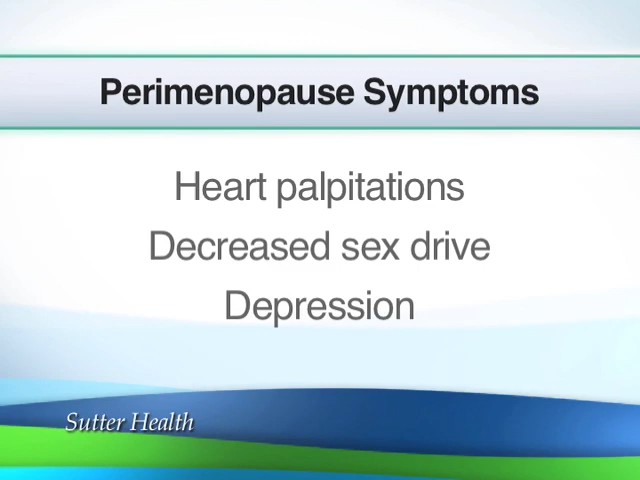 Perimenopause Symptoms
Heart palpitations
Decreased sex drive
Depression
Sutter Health